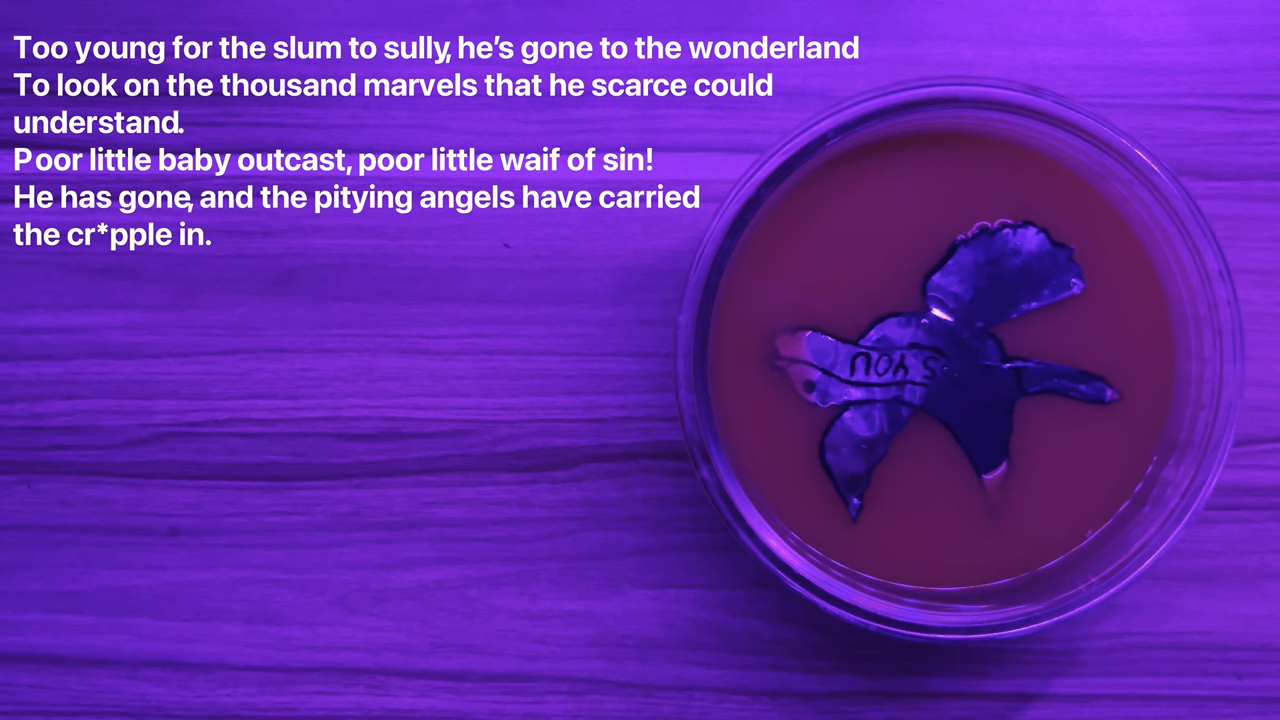 Too young for the slum to sully, he's gone to the wonderland
To look on the thousand marvels that he scarce could
understand.
Poor little baby outcast, poor little waif of sin!
He has gone, and the pitying angels have carried
the cr*pple in.
S YOU